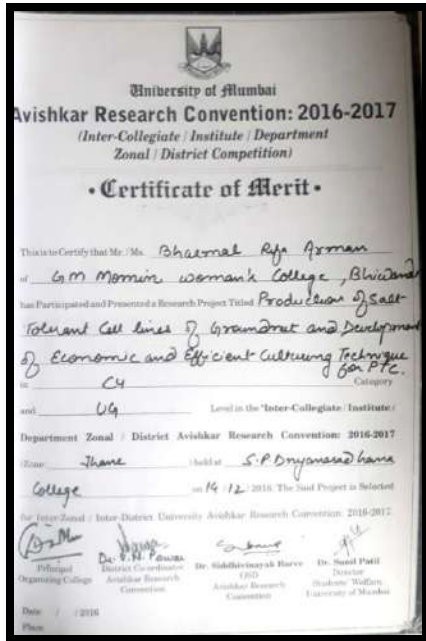 University of Mumbai
Avishkar Research Convention: 2016-2017
(Inter-Collegiate / Institute / Department
Zonal / District Competition)
• Certificate of Merit •
This is to Certify that Mr. / Ms. Bhaemal Rija Arman
of G M Momin woman's College, Bhiwandi
has Participated and Presented a Research Project Titled Production of Salt
Tolerant Cell lines of Groundnut and Development
of Economic and Efficient Culturing Technique
for PTC.
in C4 Category
and UG Level in the "Inter-Collegiate / Institute /
Department Zonal / District Avishkar Research Convention: 2016-2017
(Zone Thane ) held at S.P Dnyanasadhana
College on 14 / 12 / 2016. The Said Project is Selected
for Inter-Zonal / Inter-District University Avishkar Research Convention: 2016-2017
Principal Dr. V. N. Pawar Dr. Siddhivinayak Barve Dr. Sunil Patil
Organizing College District Co-ordinator OSD Director
Avishkar Research Avishkar Research Students' Welfare
Convention Convention University of Mumbai
Date / / 2016
Place